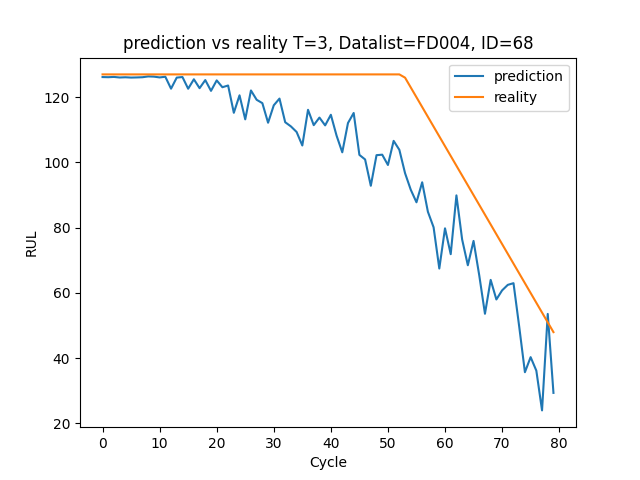 prediction vs reality T=3, Datalist=FD004, ID=68
prediction
reality
RUL
120
100
80
60
40
20
0 10 20 30 40 50 60 70 80
Cycle